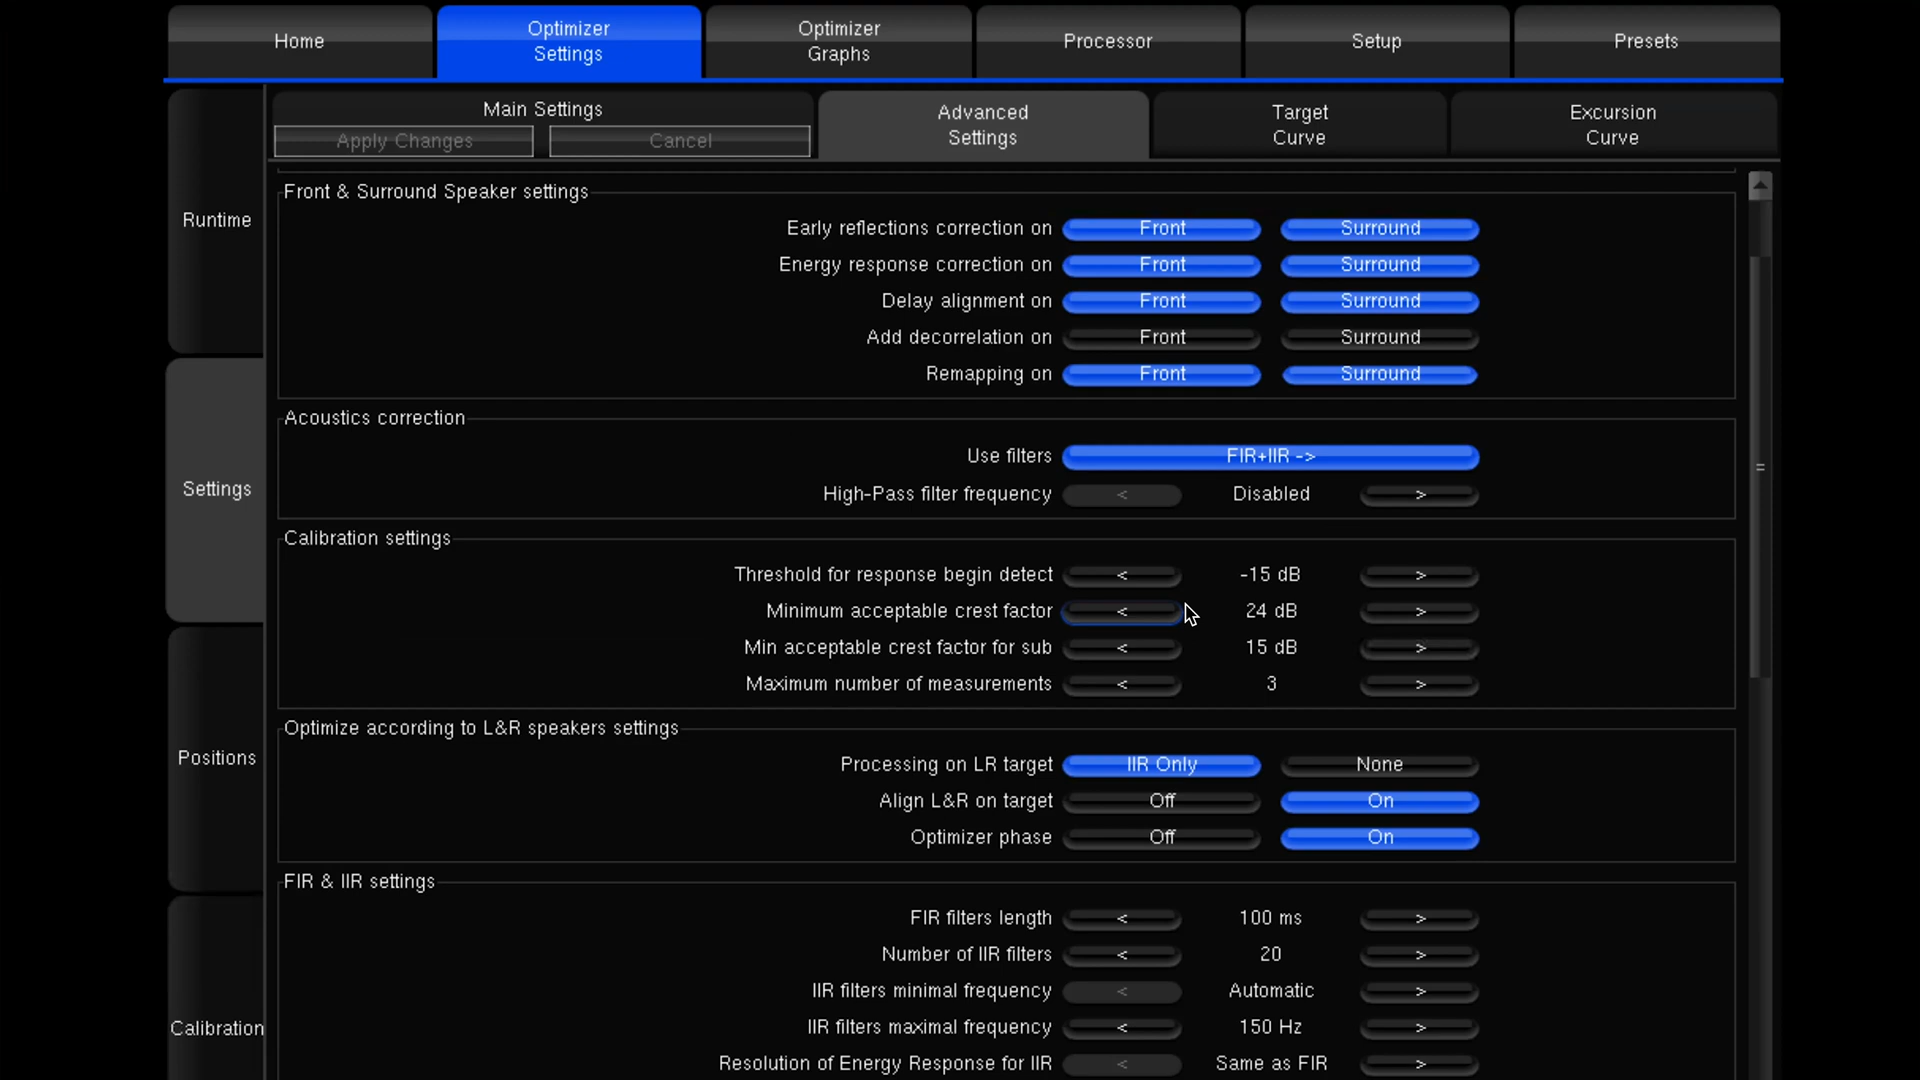 Home
Optimizer
Settings
Optimizer
Graphs
Processor
Setup
Presets
Main Settings
Apply Changes
Cancel
Advanced
Settings
Target
Curve
Excursion
Curve
Runtime
Settings
Positions
Calibration
Front & Surround Speaker settings
Early reflections correction on Front Surround
Energy response correction on Front Surround
Delay alignment on Front Surround
Add decorrelation on Front Surround
Remapping on Front Surround
Acoustics correction
Use filters FIR+IIR ->
High-Pass filter frequency < Disabled >
Calibration settings
Threshold for response begin detect < -15 dB >
Minimum acceptable crest factor < 24 dB >
Min acceptable crest factor for sub < 15 dB >
Maximum number of measurements < 3 >
Optimize according to L&R speakers settings
Processing on LR target IIR Only None
Align L&R on target Off On
Optimizer phase Off On
FIR & IIR settings
FIR filters length < 100 ms >
Number of IIR filters < 20 >
IIR filters minimal frequency < Automatic >
IIR filters maximal frequency < 150 Hz >
Resolution of Energy Response for IIR < Same as FIR >